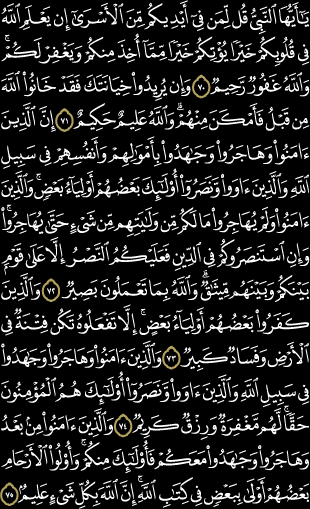 يَٰٓأَيُّهَا ٱلنَّبِيُّ قُل لِّمَن فِيٓ أَيْدِيكُم مِّنَ ٱلْأَسْرَىٰٓ إِن يَعْلَمِ ٱللَّهُ
فِي قُلُوبِكُمْ خَيْرًا يُؤْتِكُمْ خَيْرًا مِّمَّآ أُخِذَ مِنكُمْ وَيَغْفِرْ لَكُمْۚ
وَٱللَّهُ غَفُورٌ رَّحِيمٌ ٧٠ وَإِن يُرِيدُوا۟ خِيَانَتَكَ فَقَدْ خَانُوا۟ ٱللَّهَ
مِن قَبْلُ فَأَمْكَنَ مِنْهُمْۗ وَٱللَّهُ عَلِيمٌ حَكِيمٌ ٧١ إِنَّ ٱلَّذِينَ
ءَامَنُوا۟ وَهَاجَرُوا۟ وَجَٰهَدُوا۟ بِأَمْوَٰلِهِمْ وَأَنفُسِهِمْ فِي سَبِيلِ
ٱللَّهِ وَٱلَّذِينَ ءَاوَوا۟ وَّنَصَرُوٓا۟ أُو۟لَٰٓئِكَ بَعْضُهُمْ أَوْلِيَآءُ بَعْضٍۚ وَٱلَّذِينَ
ءَامَنُوا۟ وَلَمْ يُهَاجِرُوا۟ مَا لَكُم مِّن وَلَٰيَتِهِم مِّن شَيْءٍ حَتَّىٰ يُهَاجِرُوا۟ۚ
وَإِنِ ٱسْتَنصَرُوكُمْ فِي ٱلدِّينِ فَعَلَيْكُمُ ٱلنَّصْرُ إِلَّا عَلَىٰ قَوْمٍۭ
بَيْنَكُمْ وَبَيْنَهُم مِّيثَٰقٌۗ وَٱللَّهُ بِمَا تَعْمَلُونَ بَصِيرٌ ٧٢ وَٱلَّذِينَ
كَفَرُوا۟ بَعْضُهُمْ أَوْلِيَآءُ بَعْضٍۚ إِلَّا تَفْعَلُوهُ تَكُن فِتْنَةٌ فِي
ٱلْأَرْضِ وَفَسَادٌ كَبِيرٌ ٧٣ وَٱلَّذِينَ ءَامَنُوا۟ وَهَاجَرُوا۟ وَجَٰهَدُوا۟
فِي سَبِيلِ ٱللَّهِ وَٱلَّذِينَ ءَاوَوا۟ وَّنَصَرُوٓا۟ أُو۟لَٰٓئِكَ هُمُ ٱلْمُؤْمِنُونَ
حَقًّاۚ لَّهُم مَّغْفِرَةٌ وَرِزْقٌ كَرِيمٌ ٧٤ وَٱلَّذِينَ ءَامَنُوا۟ مِنۢ بَعْدُ
وَهَاجَرُوا۟ وَجَٰهَدُوا۟ مَعَكُمْ فَأُو۟لَٰٓئِكَ مِنكُمْۚ وَأُو۟لُوا۟ ٱلْأَرْحَامِ
بَعْضُهُمْ أَوْلَىٰ بِبَعْضٍ فِي كِتَٰبِ ٱللَّهِۗ إِنَّ ٱللَّهَ بِكُلِّ شَيْءٍ عَلِيمٌۢ ٧٥